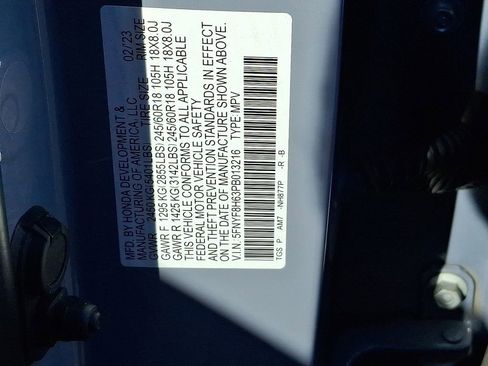 MFD. BY HONDA DEVELOPMENT & 02/23
MANUFACTURING OF AMERICA, LLC TIRE SIZE RIM SIZE
GVWR 2450 KG(5401LBS)
GAWR F 1295 KG(2855LBS) 245/60R18 105H 18X8.0J
GAWR R 1425 KG(3142LBS) 245/60R18 105H 18X8.0J
THIS VEHICLE CONFORMS TO ALL APPLICABLE
FEDERAL MOTOR VEHICLE SAFETY
AND THEFT PREVENTION STANDARDS IN EFFECT
ON THE DATE OF MANUFACTURE SHOWN ABOVE.
V.I.N. 5FNYF8H63PB013216 TYPE MPV
TGS P AM7 NH877P -R -B